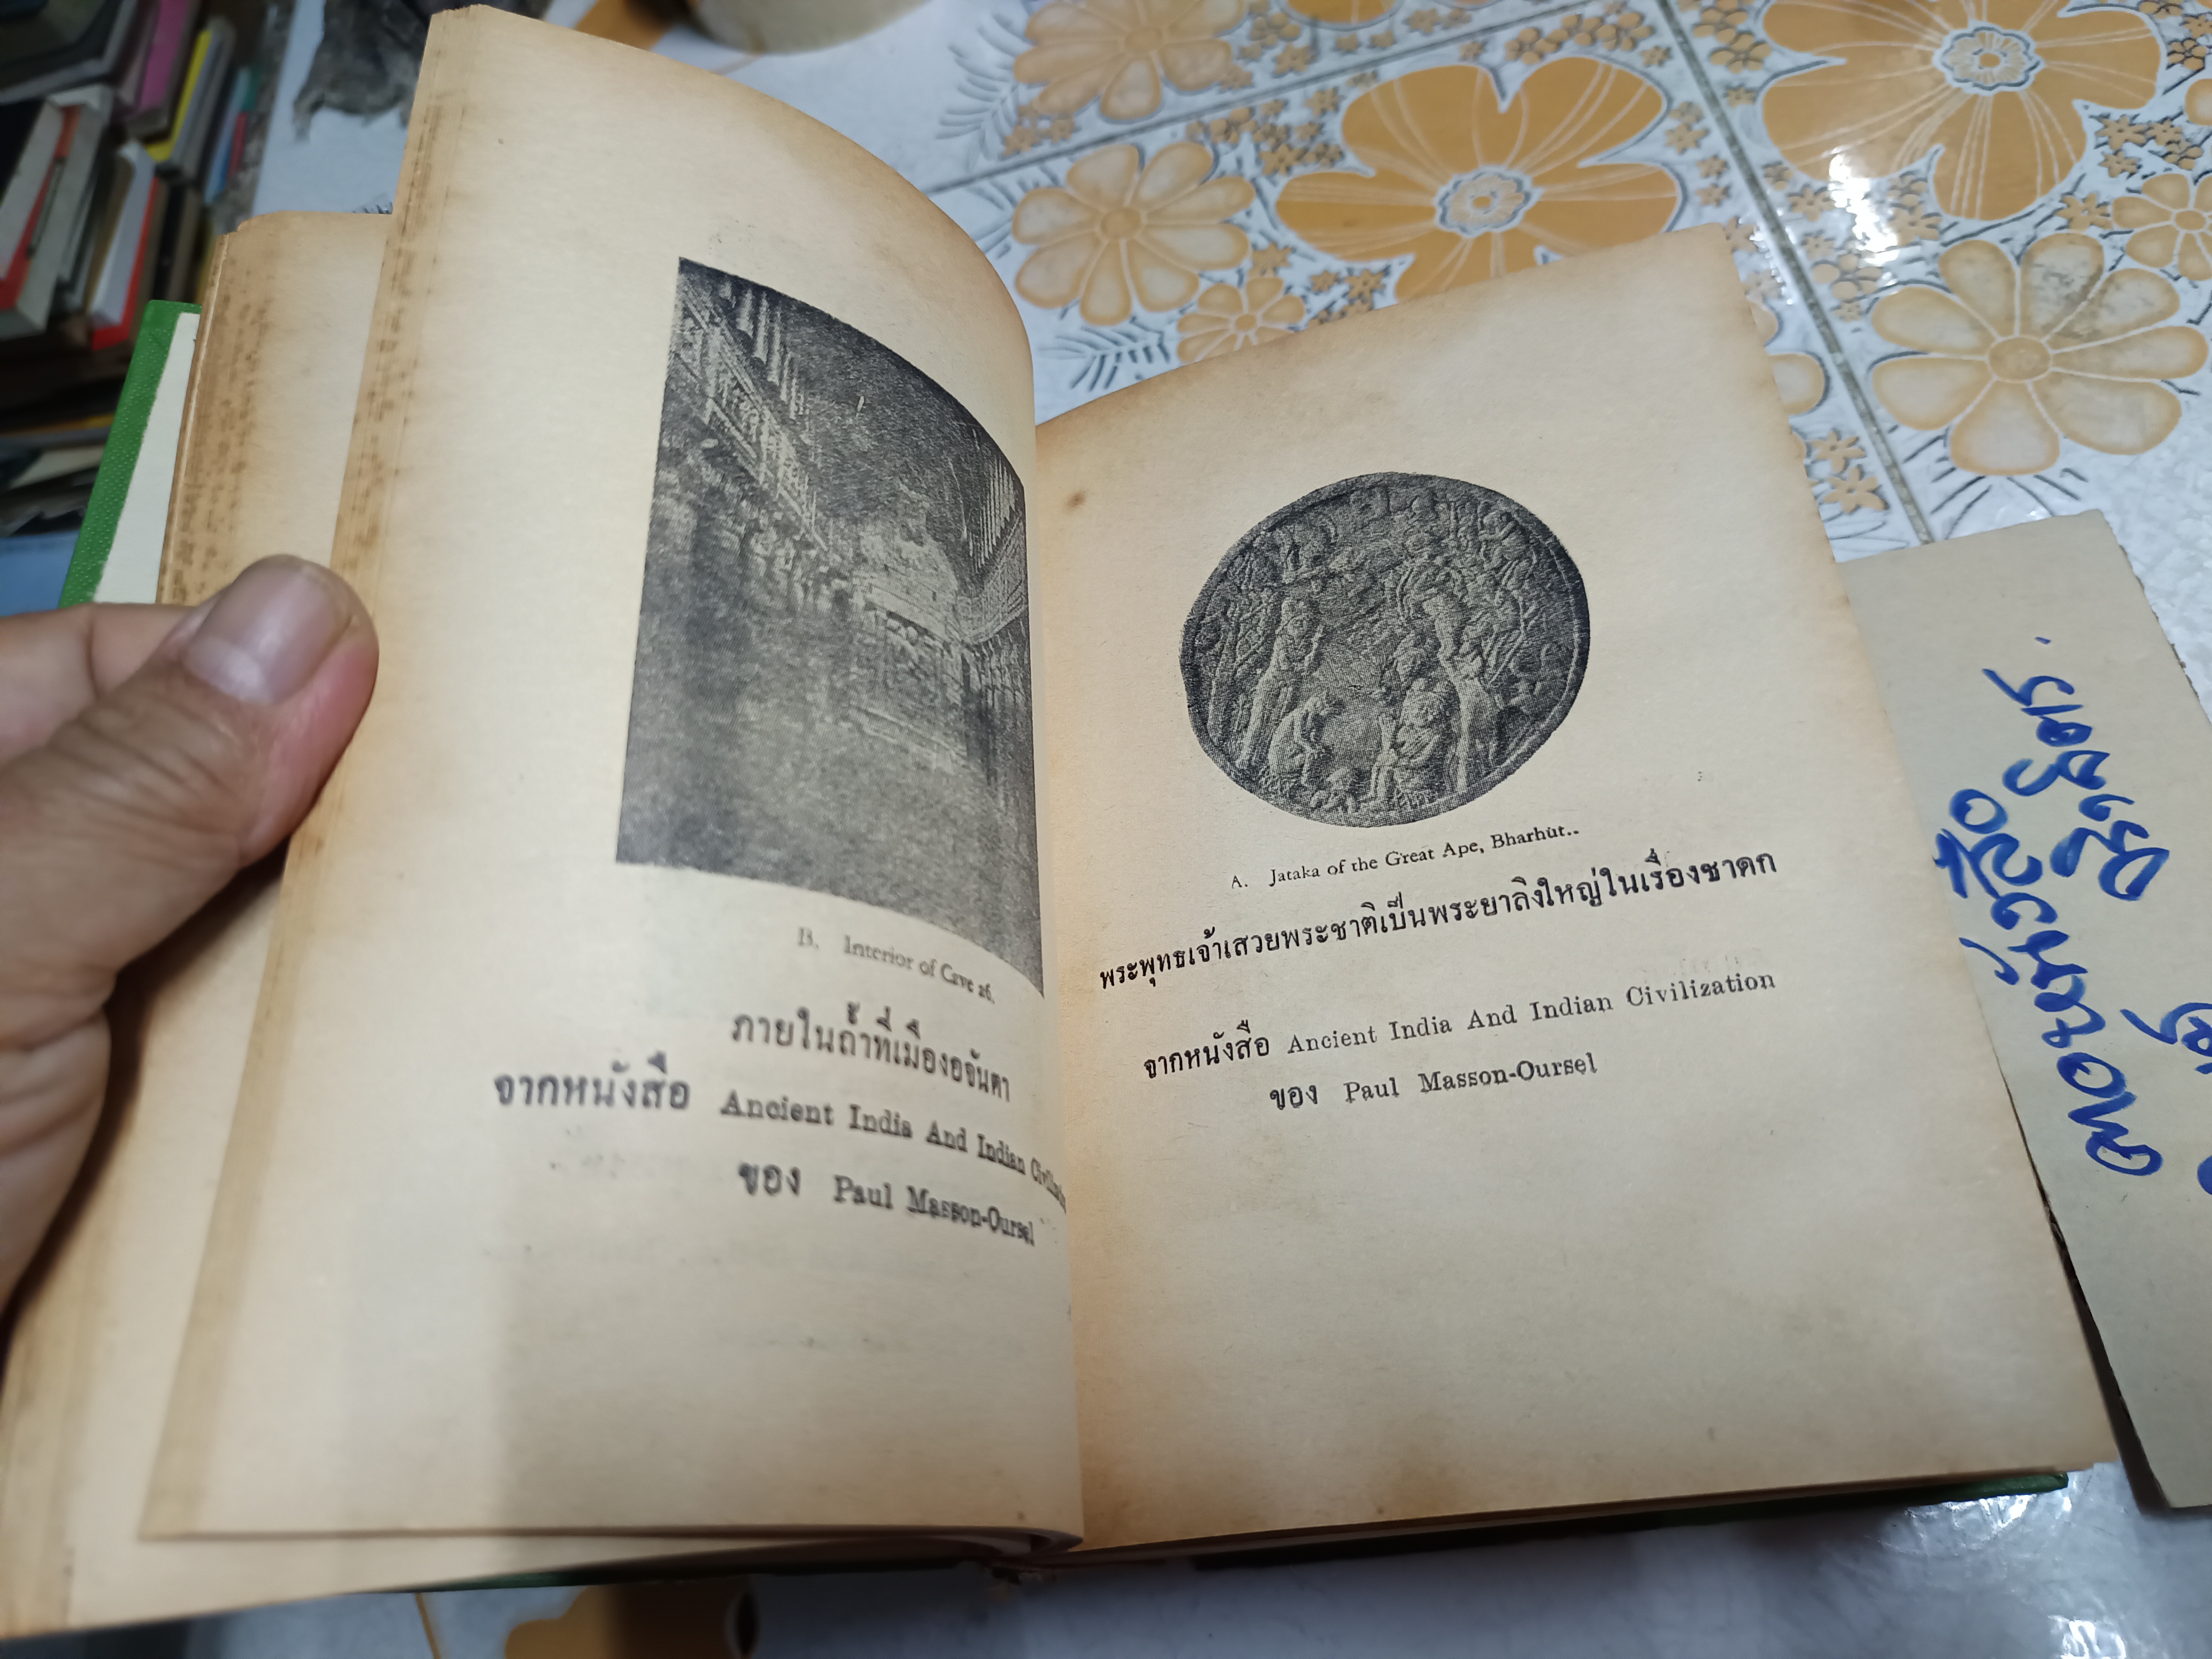 B. Interior of Cave 26.
ภายในถ้ำที่เมืองอจันตา
จากหนังสือ Ancient India And Indian
ของ Paul Masson-Oursel
A. Jataka of the Great Ape, Bharhut..
พระพุทธเจ้าเสวยพระชาติเป็นพระยาลิงใหญ่ในเรื่องชาดก
จากหนังสือ Ancient India And Indian Civilization
ของ Paul Masson-Oursel